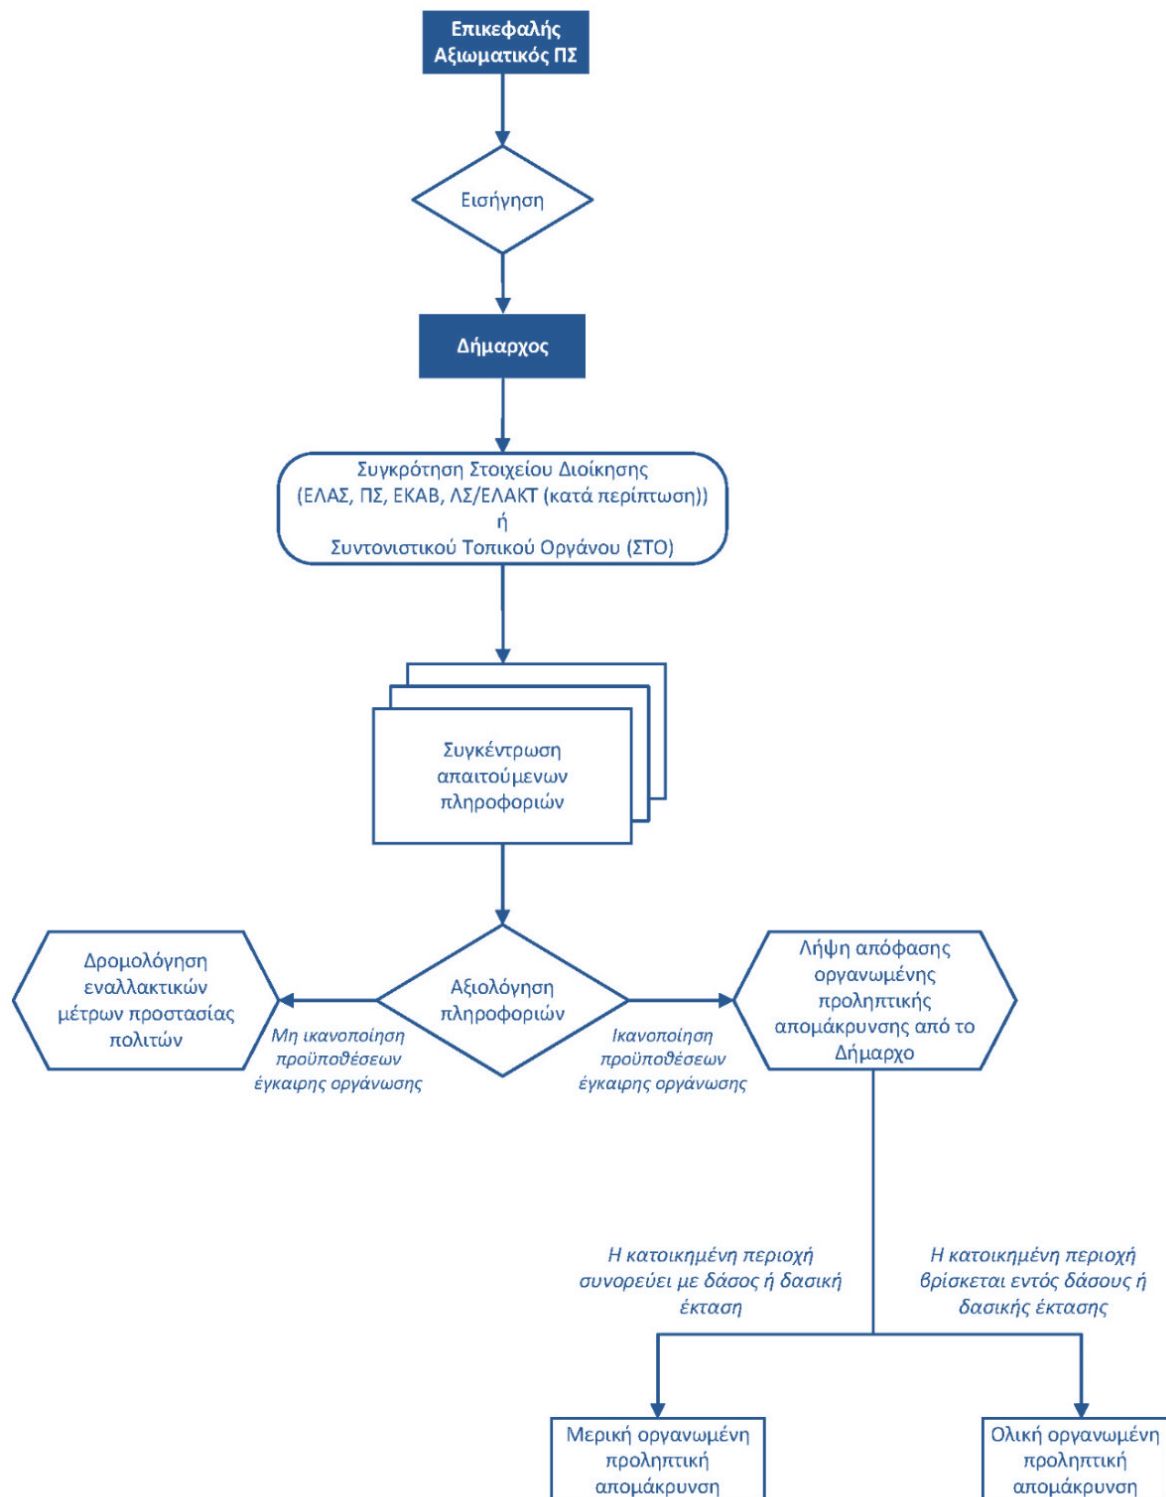 Επικεφαλής
Αξιωματικός ΠΣ
Εισήγηση
Δήμαρχος
Συγκρότηση Στοιχείου Διοίκησης
(ΕΛΑΣ, ΠΣ, ΕΚΑΒ, ΛΣ/ΕΛΑΚΤ (κατά περίπτωση))
ή
Συντονιστικού Τοπικού Οργάνου (ΣΤΟ)
Συγκέντρωση
απαιτούμενων
πληροφοριών
Δρομολόγηση
εναλλακτικών
μέτρων προστασίας
πολιτών
Μη ικανοποίηση
προϋποθέσεων
έγκαιρης οργάνωσης
Αξιολόγηση
πληροφοριών
Ικανοποίηση
προϋποθέσεων
έγκαιρης οργάνωσης
Λήψη απόφασης
οργανωμένης
προληπτικής
απομάκρυνσης από το
Δήμαρχο
Η κατοικημένη περιοχή
συνορεύει με δάσος ή δασική
έκταση
Η κατοικημένη περιοχή
βρίσκεται εντός δάσους ή
δασικής έκτασης
Μερική οργανωμένη
προληπτική
απομάκρυνση
Ολική οργανωμένη
προληπτική
απομάκρυνση